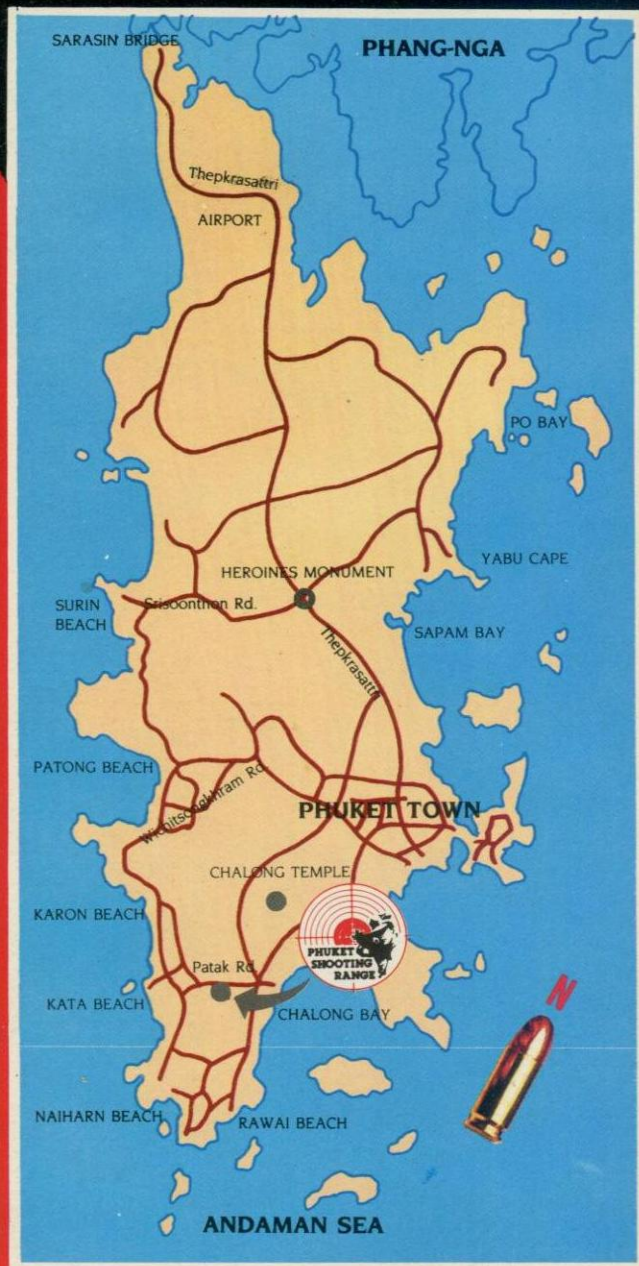 SARASIN BRIDGE
PHANG-NGA
Thepkrasattri
AIRPORT
PO BAY
YABU CAPE
HEROINES MONUMENT
SURIN
BEACH
Srisoonthon Rd.
SAPAM BAY
Thepkrasattri
PATONG BEACH
Wichitsongkhram Rd.
PHUKET TOWN
CHALONG TEMPLE
KARON BEACH
PHUKET
SHOOTING
RANGE
Patak Rd.
KATA BEACH
CHALONG BAY
N
NAIHARN BEACH
RAWAI BEACH
ANDAMAN SEA